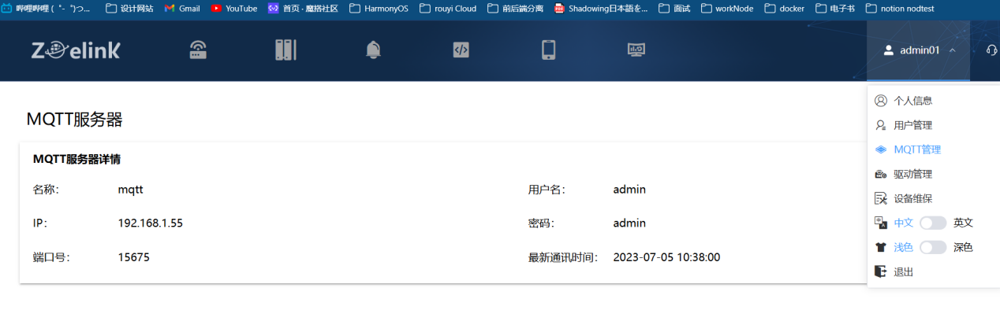 哔哩哔哩 ( ゜- ゜)つ... 设计网站 Gmail YouTube 首页 · 魔搭社区 HarmonyOS rouyi Cloud 前后端分离 Shadowing日本語を... 面试 workNode docker 电子书 notion nodtest
Zoelink admin01
MQTT服务器
MQTT服务器详情
名称： mqtt 用户名： admin
IP： 192.168.1.55 密码： admin
端口号： 15675 最新通讯时间： 2023-07-05 10:38:00
个人信息
用户管理
MQTT管理
驱动管理
设备维保
中文 英文
浅色 深色
退出